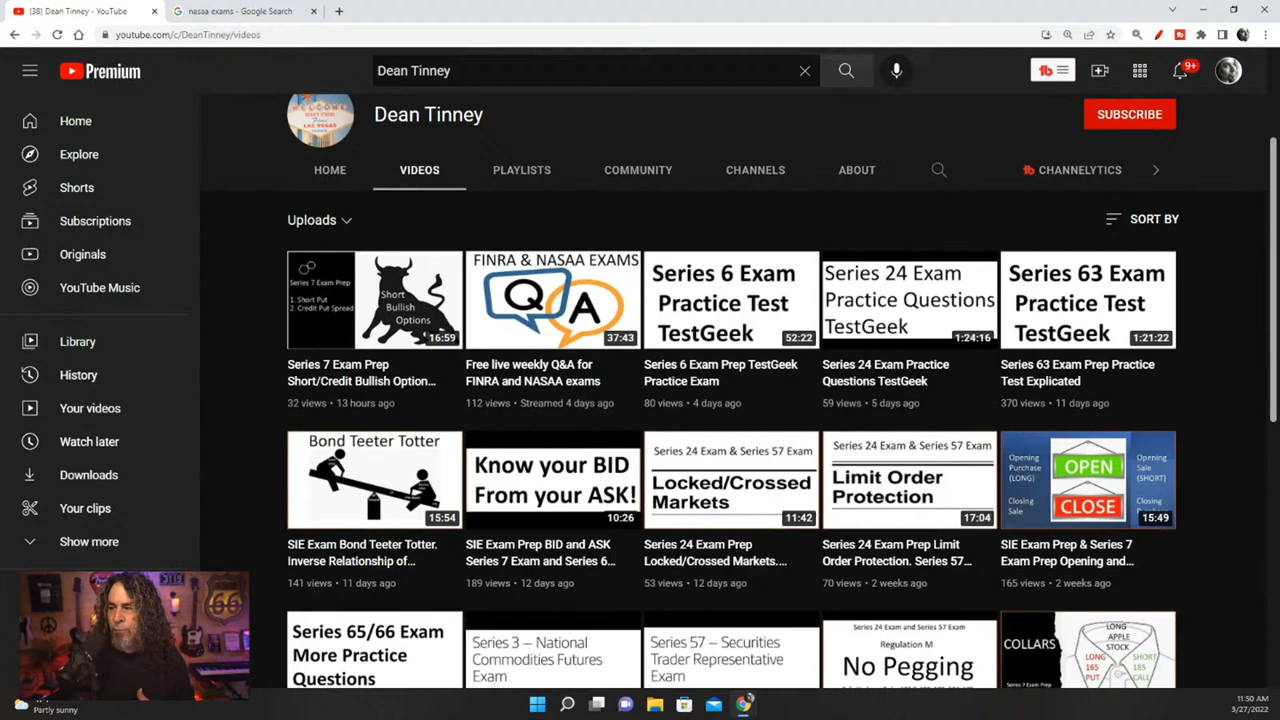 (38) Dean Tinney - YouTube
nasaa exams - Google Search
youtube.com/c/DeanTinney/videos
Premium
Dean Tinney
9+
Home
Explore
Shorts
Subscriptions
Originals
YouTube Music
Library
History
Your videos
Watch later
Downloads
Your clips
Show more
Dean Tinney
SUBSCRIBE
HOME
VIDEOS
PLAYLISTS
COMMUNITY
CHANNELS
ABOUT
CHANNELYTICS
Uploads
SORT BY
Series 7 Exam Prep
1. Short Put
2. Credit Put Spread
Short
Bullish
Options
16:59
FINRA & NASAA EXAMS
Q
A
37:43
Series 6 Exam
Practice Test
TestGeek
52:22
Series 24 Exam
Practice Questions
TestGeek
1:24:16
Series 63 Exam
Practice Test
TestGeek
1:21:22
Series 7 Exam Prep
Short/Credit Bullish Option...
32 views • 13 hours ago
Free live weekly Q&A for
FINRA and NASAA exams
112 views • Streamed 4 days ago
Series 6 Exam Prep TestGeek
Practice Exam
80 views • 4 days ago
Series 24 Exam Practice
Questions TestGeek
59 views • 5 days ago
Series 63 Exam Prep Practice
Test Explicated
370 views • 11 days ago
Bond Teeter Totter
15:54
Know your BID
From your ASK!
10:26
Series 24 Exam & Series 57 Exam
Locked/Crossed
Markets
11:42
Series 24 Exam & Series 57 Exam
Limit Order
Protection
17:04
Opening
Purchase
(LONG)
Closing
Sale
OPEN
CLOSE
Opening
Sale
(SHORT)
Closing
15:49
SIE Exam Bond Teeter Totter.
Inverse Relationship of...
141 views • 11 days ago
SIE Exam Prep BID and ASK
Series 7 Exam and Series 6...
189 views • 12 days ago
Series 24 Exam Prep
Locked/Crossed Markets....
53 views • 12 days ago
Series 24 Exam Prep Limit
Order Protection. Series 57...
70 views • 2 weeks ago
SIE Exam Prep & Series 7
Exam Prep Opening and...
165 views • 2 weeks ago
Series 65/66 Exam
More Practice
Questions
Series 3 – National
Commodities Futures
Exam
Series 57 – Securities
Trader Representative
Exam
Series 24 Exam and Series 57 Exam
Regulation M
No Pegging
COLLARS
LONG
APPLE
STOCK
LONG
165
PUT
SHORT
185
CALL
66
Partly sunny
11:50 AM
3/27/2022